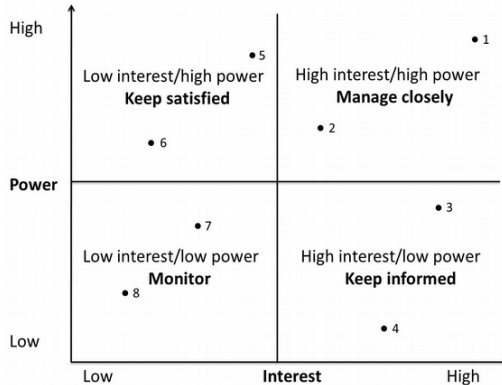 High
1
5
Low interest/high power
Keep satisfied
High interest/high power
Manage closely
2
6
Power
3
7
Low interest/low power
Monitor
High interest/low power
Keep informed
8
4
Low
Low
Interest
High